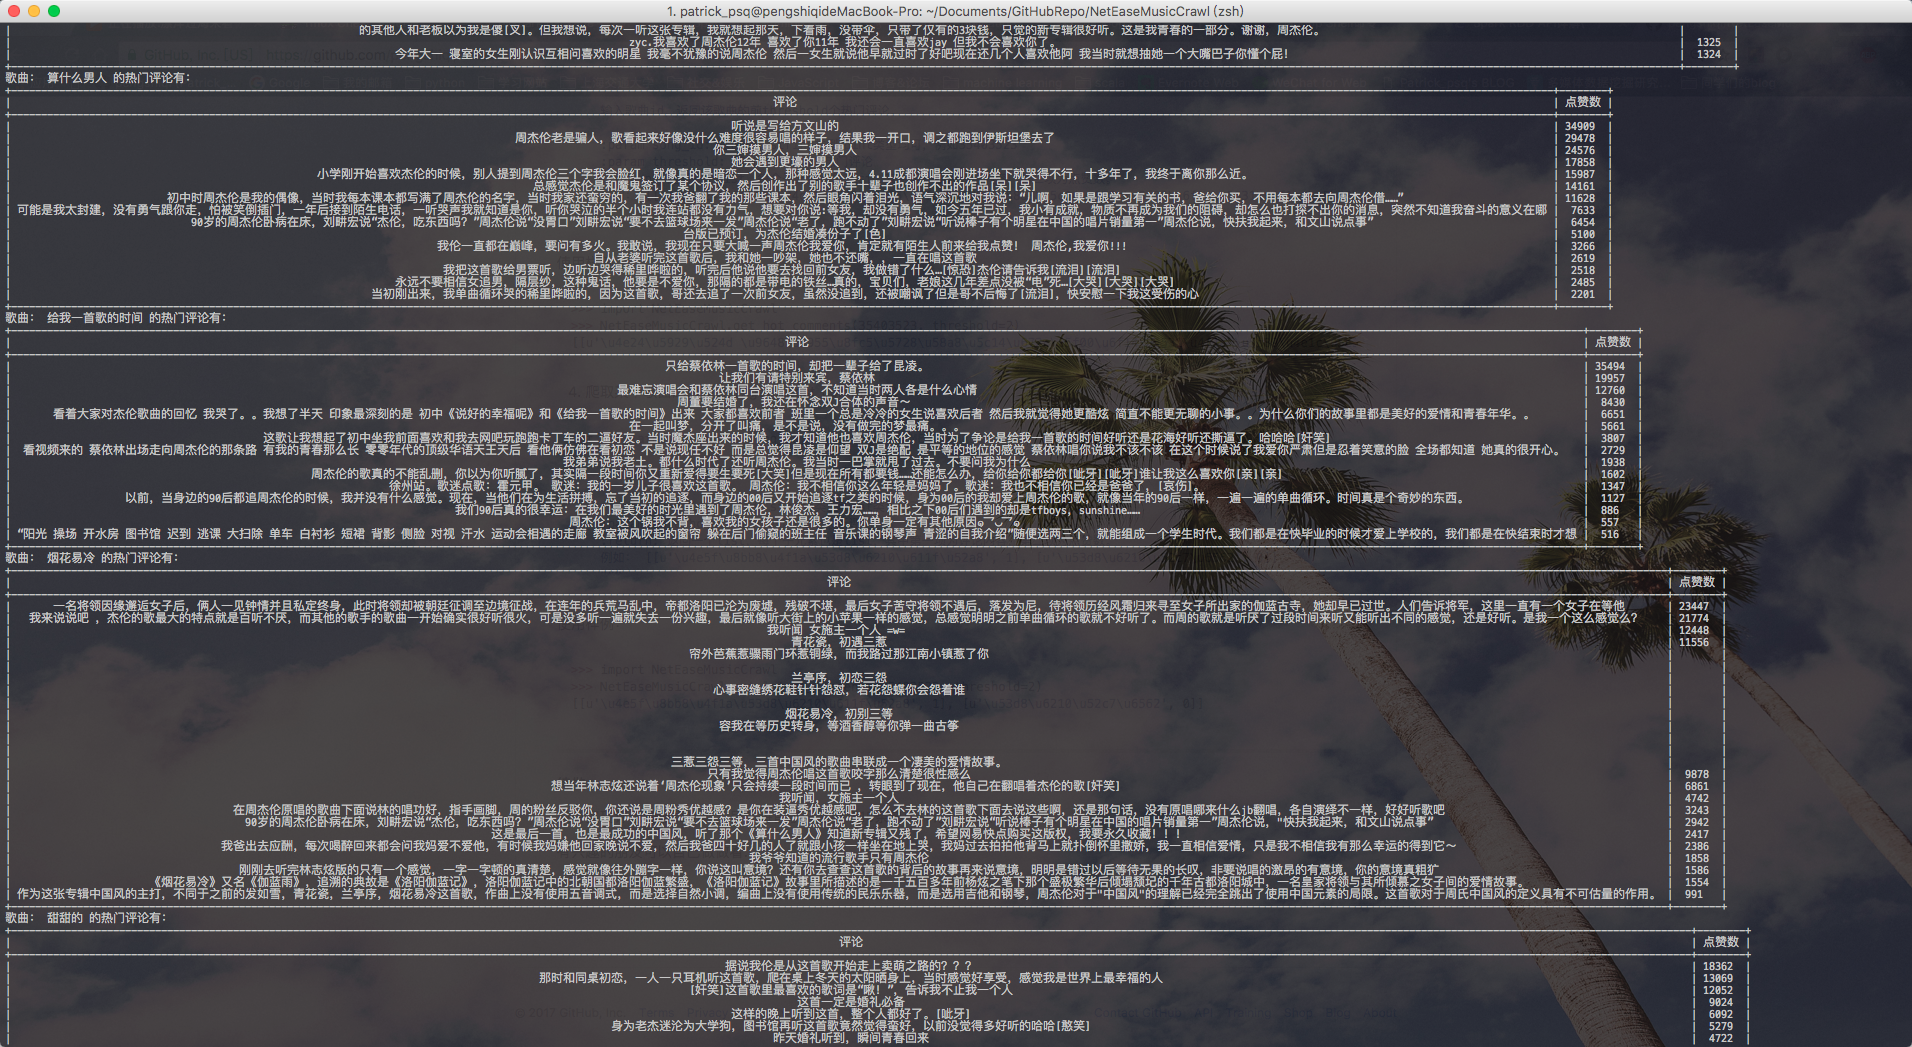 1. patrick_psq@pengshiqideMacBook-Pro: ~/Documents/GitHubRepo/NetEaseMusicCrawl (zsh)
的其他人和老板以为我是傻[叉]。但我想说，每次一听这张专辑，我就想起那天，下着雨，没带伞，只带了仅有的3块钱，只觉的新专辑很好听。这是我青春的一部分。谢谢，周杰伦。
zyc.我喜欢了周杰伦12年 喜欢了你11年 我还会一直喜欢jay 但我不会喜欢你了。 | 1325
今年大一 寝室的女生刚认识互相问喜欢的明星 我毫不犹豫的说周杰伦 然后一女生就说他早就过时了好吧现在还几个人喜欢他阿 我当时就想抽她一个大嘴巴子你懂个屁! | 1324
歌曲： 算什么男人 的热门评论有:
评论 | 点赞数
听说是写给方文山的 | 34909
周杰伦老是骗人，歌看起来好像没什么难度很容易唱的样子，结果我一开口，调之都跑到伊斯坦堡去了 | 29478
你三婶摸男人，三婶摸男人 | 24576
她会遇到更壕的男人 | 17858
小学刚开始喜欢杰伦的时候，别人提到周杰伦三个字我会脸红，就像真的是暗恋一个人，那种感觉太远，4.11成都演唱会刚进场坐下就哭得不行，十多年了，我终于离你那么近。 | 15987
总感觉杰伦是和魔鬼签订了某个协议，然后创作出了别的歌手十辈子也创作不出的作品[呆][呆] | 14161
初中时周杰伦是我的偶像，当时我每本课本都写满了周杰伦的名字，当时我家还蛮穷的，有一次我爸翻了我的那些课本，然后眼角闪着泪光，语气深沉地对我说：“儿啊，如果是跟学习有关的书，爸给你买，不用每本都去向周杰伦借……” | 11628
可能是我太封建，没有勇气跟你走，怕被笑倒插门，一年后接到陌生电话，一听哭声我就知道是你，听你哭泣的半个小时我连站都没有力气，想要对你说:等我，却没有勇气，如今五年已过，我小有成就，物质不再成为我们的阻碍，却怎么也打探不出你的消息，突然不知道我奋斗的意义在哪 | 7633
90岁的周杰伦卧病在床，刘畊宏说“杰伦，吃东西吗？”周杰伦说“没胃口”刘畊宏说“要不去篮球场来一发”周杰伦说“老了，跑不动了”刘畊宏说“听说棒子有个明星在中国的唱片销量第一”周杰伦说，快扶我起来，和文山说点事” | 6454
台版已预订，为杰伦结婚凑份子了[色] | 5100
我伦一直都在巅峰，要问有多火。我敢说，我现在只要大喊一声周杰伦我爱你，肯定就有陌生人前来给我点赞！ 周杰伦,我爱你!!! | 3266
自从老婆听完这首歌后，我和她一吵架，她也不还嘴，，一直在唱这首歌 | 2619
我把这首歌给男票听，边听边哭得稀里哗啦的，听完后他说他要去找回前女友，我做错了什么…[惊恐]杰伦请告诉我[流泪][流泪] | 2518
永远不要相信女追男，隔层纱，这种鬼话，他要是不爱你，那隔的都是带电的铁丝…真的，宝贝们，老娘这几年差点没被“电”死…[大哭][大哭][大哭] | 2485
当初刚出来，我单曲循环哭的稀里哗啦的，因为这首歌，哥还去追了一次前女友，虽然没追到，还被嘲讽了但是哥不后悔了[流泪]，快安慰一下我这受伤的心 | 2201
歌曲： 给我一首歌的时间 的热门评论有:
评论 | 点赞数
只给蔡依林一首歌的时间，却把一辈子给了昆凌。 | 35494
让我们有请特别来宾，蔡依林 | 19957
最难忘演唱会和蔡依林同台演唱这首，不知道当时两人各是什么心情 | 12760
周董要结婚了，我还在怀念双J合体的声音～ | 8430
看着大家对杰伦歌曲的回忆 我哭了。。我想了半天 印象最深刻的是 初中《说好的幸福呢》和《给我一首歌的时间》出来 大家都喜欢前者 班里一个总是冷冷的女生说喜欢后者 然后我就觉得她更酷炫 简直不能更无聊的小事。。为什么你们的故事里都是美好的爱情和青春年华。。 | 6651
在一起叫梦，分开了叫痛，是不是说，没有做完的梦最痛。。。 | 5661
这歌让我想起了初中坐我前面喜欢和我去网吧玩跑跑卡丁车的二逼好友。当时魔杰座出来的时候，我才知道他也喜欢周杰伦，当时为了争论是给我一首歌的时间好听还是花海好听还撕逼了。哈哈哈[奸笑] | 3807
看视频来的 蔡依林出场走向周杰伦的那条路 有我的青春那么长 零零年代的顶级华语天王天后 看他俩仿佛在看初恋 不是说现任不好 而是总觉得昆凌是仰望 双J是绝配 是平等的地位的感觉 蔡依林唱你说我不该不该 在这个时候说了我爱你严肃但是忍着笑意的脸 全场都知道 她真的很开心。 | 2729
我弟弟说我老土。都什么时代了还听周杰伦。我当时一巴掌就甩了过去。不要问我为什么 | 1938
周杰伦的歌真的不能乱删，你以为你听腻了，其实隔一段时间你又重新爱得要生要死[大笑]但是现在所有都要钱……还能怎么办，给你给你都给你[呲牙][呲牙]谁让我这么喜欢你[亲][亲] | 1602
徐州站。歌迷点歌：霍元甲。 歌迷：我的一岁儿子很喜欢这首歌。 周杰伦：我不相信你这么年轻是妈妈了。歌迷：我也不相信你已经是爸爸了，[哀伤]。 | 1347
以前，当身边的90后都追周杰伦的时候，我并没有什么感觉。现在，当他们在为生活拼搏，忘了当初的追逐，而身边的00后又开始追逐tf之类的时候，身为00后的我却爱上周杰伦的歌，就像当年的90后一样，一遍一遍的单曲循环。时间真是个奇妙的东西。 | 1127
我们90后真的很幸运：在我们最美好的时光里遇到了周杰伦，林俊杰，王力宏……，相比之下00后们遇到的却是tfboys, sunshine…… | 886
周杰伦：这个锅我不背，喜欢我的女孩子还是很多的。你单身一定有其他原因 | 557
“阳光 操场 开水房 图书馆 迟到 逃课 大扫除 单车 白衬衫 短裙 背影 侧脸 对视 汗水 运动会相遇的走廊 教室被风吹起的窗帘 躲在后门偷窥的班主任 音乐课的钢琴声 青涩的自我介绍”随便选两三个，就能组成一个学生时代。我们都是在快毕业的时候才爱上学校的，我们都是在快结束时才想 | 516
歌曲： 烟花易冷 的热门评论有:
评论 | 点赞数
一名将领因缘邂逅女子后，俩人一见钟情并且私定终身，此时将领却被朝廷征调至边境征战，在连年的兵荒马乱中，帝都洛阳已沦为废墟，残破不堪，最后女子苦守将领不遇后，落发为尼，待将领历经风霜归来寻至女子所出家的伽蓝古寺，她却早已过世。人们告诉将军，这里一直有一个女子在等他 | 23447
我来说说吧 ，杰伦的歌最大的特点就是百听不厌，而其他的歌手的歌曲一开始确实很好听很火，可是没多听一遍就失去一份兴趣，最后就像听大街上的小苹果一样的感觉，总感觉明明之前单曲循环的歌就不好听了。而周的歌就是听厌了过段时间来听又能听出不同的感觉，还是好听。是我一个这么感觉么？ | 21774
我听闻 女施主一个人 =w= | 12448
青花瓷，初遇三惹 | 11556
帘外芭蕉惹骤雨门环惹铜绿，而我路过那江南小镇惹了你
兰亭序，初恋三怨
心事密缝绣花鞋针针怨怼，若花怨蝶你会怨着谁
烟花易冷，初别三等
容我在等历史转身，等酒香醇等你弹一曲古筝
三惹三怨三等，三首中国风的歌曲串联成一个凄美的爱情故事。
只有我觉得周杰伦唱这首歌咬字那么清楚很性感么 | 9878
想当年林志炫还说着‘周杰伦现象’只会持续一段时间而已 ，转眼到了现在，他自己在翻唱着杰伦的歌[奸笑] | 6861
我听闻，女施主一个人 | 4742
在周杰伦原唱的歌曲下面说林的唱功好，指手画脚，周的粉丝反驳你，你还说是周粉秀优越感？是你在装逼秀优越感吧，怎么不去林的这首歌下面去说这些啊，还是那句话，没有原唱哪来什么jb翻唱，各自演绎不一样，好好听歌吧 | 3243
90岁的周杰伦卧病在床，刘畊宏说“杰伦，吃东西吗？”周杰伦说“没胃口”刘畊宏说“要不去篮球场来一发”周杰伦说“老了，跑不动了”刘畊宏说“听说棒子有个明星在中国的唱片销量第一”周杰伦说，“快扶我起来，和文山说点事” | 2942
这是最后一首，也是最成功的中国风，听了那个《算什么男人》知道新专辑又残了，希望网易快点购买这版权，我要永久收藏！！！ | 2417
我爸出去应酬，每次喝醉回来都会问我妈爱不爱他，有时候我妈嫌他回家晚说不爱，然后我爸四十好几的人了就跟小孩一样坐在地上哭，我妈过去拍拍他背马上就扑倒怀里撒娇，我一直相信爱情，只是我不相信我有那么幸运的得到它～ | 2386
我爷爷知道的流行歌手只有周杰伦 | 1858
刚刚去听完林志炫版的只有一个感觉，一字一字顿的真清楚，感觉就像往外蹦字一样，你说这叫意境？还有你去查查这首歌的背后的故事再来说意境，明明是错过以后等待无果的长叹，非要说唱的激昂的有意境，你的意境真粗犷 | 1586
《烟花易冷》又名《伽蓝雨》，追溯的典故是《洛阳伽蓝记》，洛阳伽蓝记中的北朝国都洛阳伽蓝繁盛，《洛阳伽蓝记》故事里所描述的是一千五百多年前杨炫之笔下那个盛极繁华后倾塌颓圮的千年古都洛阳城中，一名皇家将领与其所倾慕之女子间的爱情故事。 | 1554
作为这张专辑中国风的主打，不同于之前的发如雪，青花瓷，兰亭序，烟花易冷这首歌，作曲上没有使用五音调式，而是选择自然小调，编曲上没有使用传统的民乐乐器，而是选用吉他和钢琴，周杰伦对于"中国风"的理解已经完全跳出了使用中国元素的局限。这首歌对于周氏中国风的定义具有不可估量的作用。 | 991
歌曲： 甜甜的 的热门评论有:
评论 | 点赞数
据说我伦是从这首歌开始走上卖萌之路的？？？ | 18362
那时和同桌初恋，一人一只耳机听这首歌，爬在桌上冬天的太阳晒身上，当时感觉好享受，感觉我是世界上最幸福的人 | 13069
[奸笑]这首歌里最喜欢的歌词是“啾！”，告诉我不止我一个人 | 12052
这首一定是婚礼必备 | 9024
这样的晚上听到这首，整个人都好了。[呲牙] | 6092
身为老杰迷沦为大学狗，图书馆再听这首歌竟然觉得蛮好，以前没觉得多好听的哈哈[憨笑] | 5279
昨天婚礼听到，瞬间青春回来 | 4722